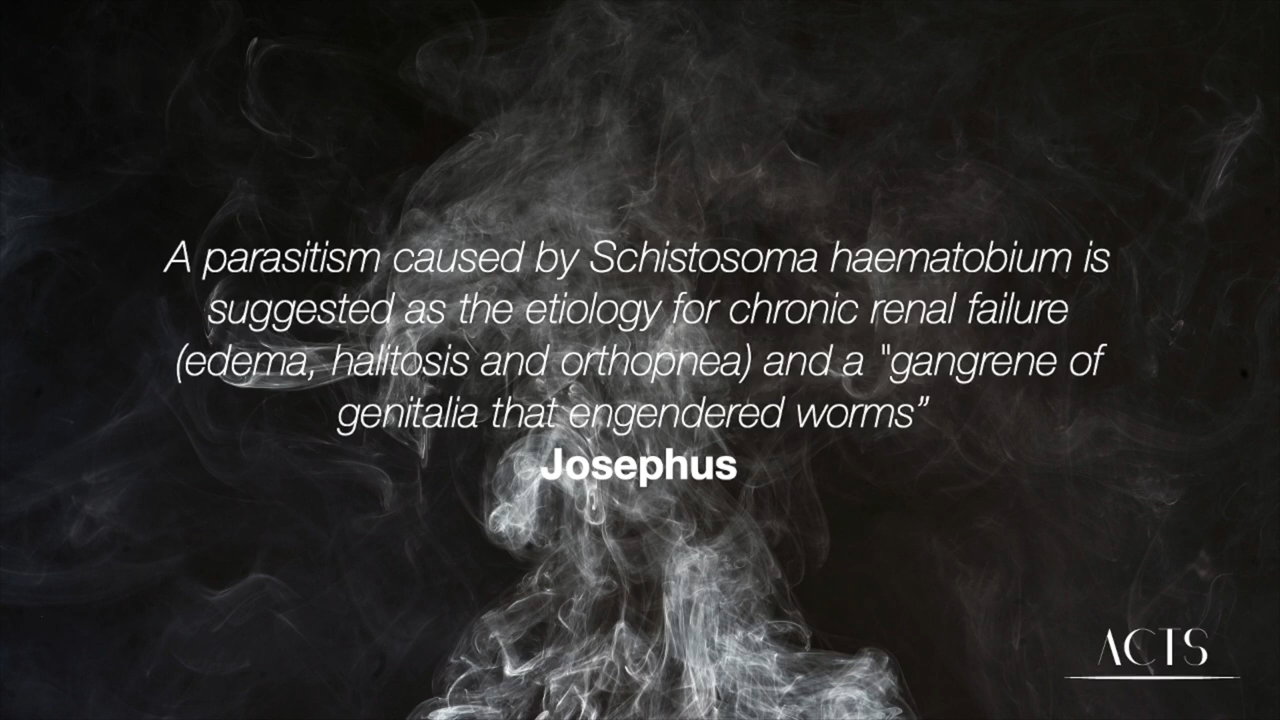 A parasitism caused by Schistosoma haematobium is
suggested as the etiology for chronic renal failure
(edema, halitosis and orthopnea) and a "gangrene of
genitalia that engendered worms”
Josephus
ACTS